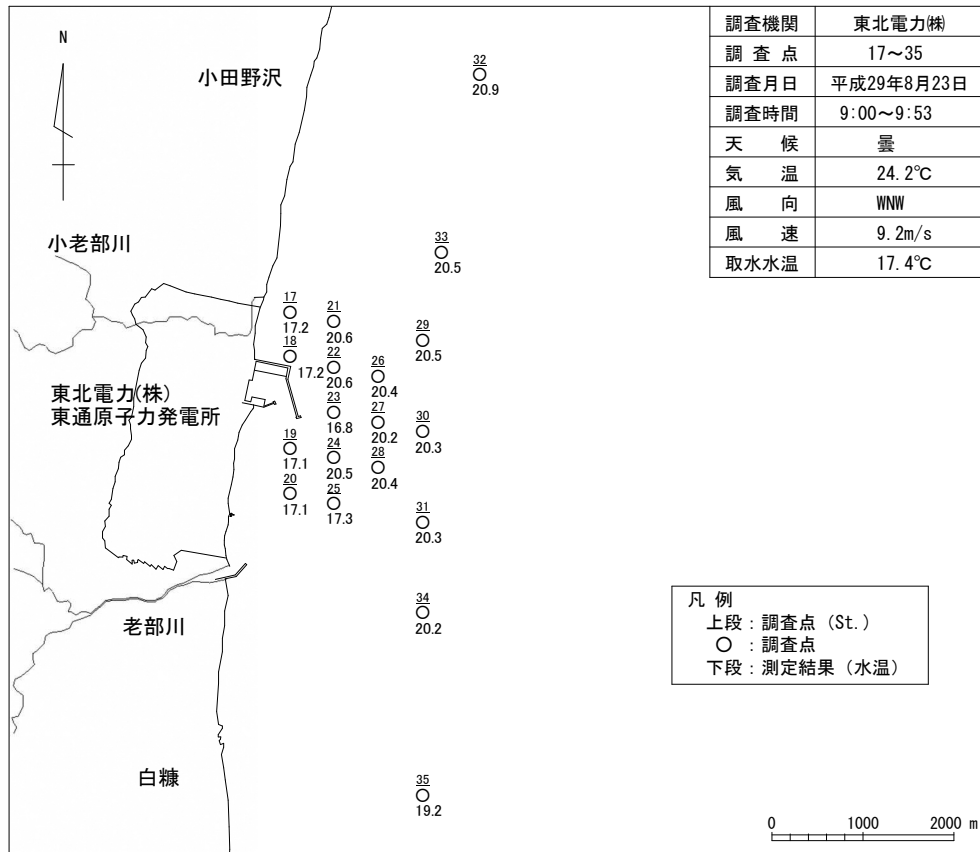 調査機関 東北電力㈱
調査点 17～35
調査月日 平成29年8月23日
調査時間 9:00～9:53
天候 曇
気温 24.2℃
風向 WNW
風速 9.2m/s
取水水温 17.4℃
N
小田野沢
32
20.9
小老部川
33
20.5
17
17.2
21
20.6
29
20.5
18
17.2
22
20.6
26
20.4
東北電力(株)
東通原子力発電所
23
16.8
27
20.2
30
20.3
19
17.1
24
20.5
28
20.4
20
17.1
25
17.3
31
20.3
34
20.2
老部川
凡 例
上段：調査点（St.）
○ ：調査点
下段：測定結果（水温）
白糠
35
19.2
0 1000 2000 m